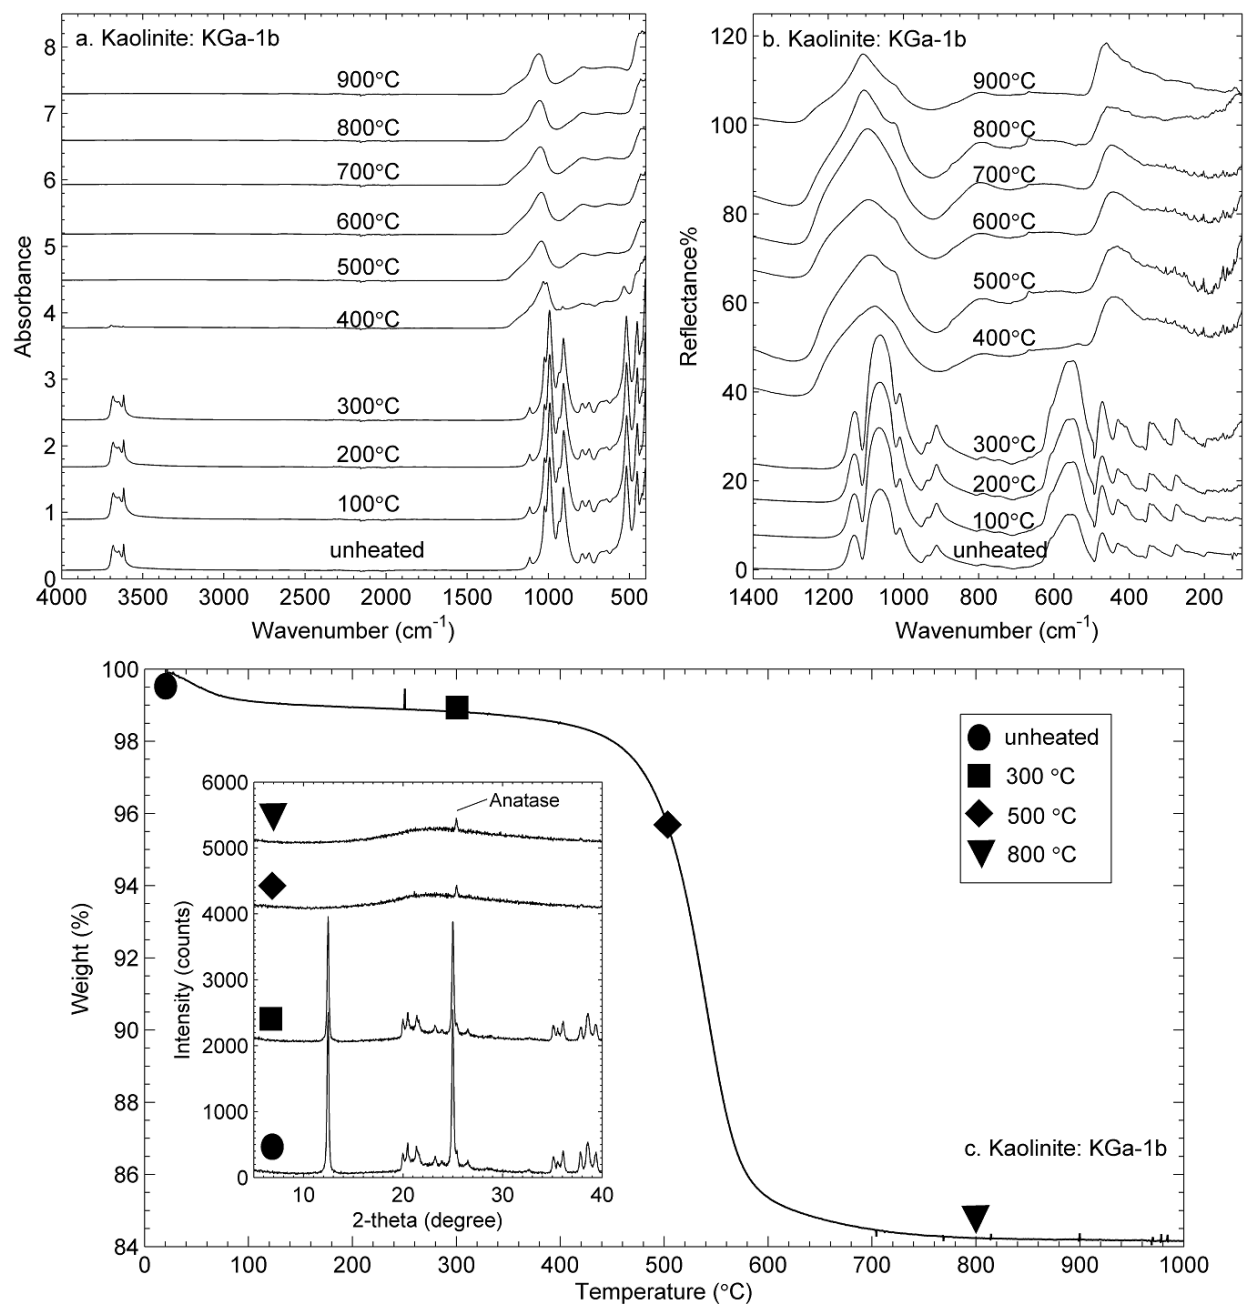 a. Kaolinite: KGa-1b
8
7
6
5
4
3
2
1
0
Absorbance
900°C
800°C
700°C
600°C
500°C
400°C
300°C
200°C
100°C
unheated
4000 3500 3000 2500 2000 1500 1000 500
Wavenumber (cm-1)
b. Kaolinite: KGa-1b
120
100
80
60
40
20
0
Reflectance%
900°C
800°C
700°C
600°C
500°C
400°C
300°C
200°C
100°C
unheated
1400 1200 1000 800 600 400 200
Wavenumber (cm-1)
100
98
96
94
92
90
88
86
84
Weight (%)
unheated
300 °C
500 °C
800 °C
6000
5000
4000
3000
2000
1000
0
Intensity (counts)
Anatase
10 20 30 40
2-theta (degree)
c. Kaolinite: KGa-1b
0 100 200 300 400 500 600 700 800 900 1000
Temperature (°C)